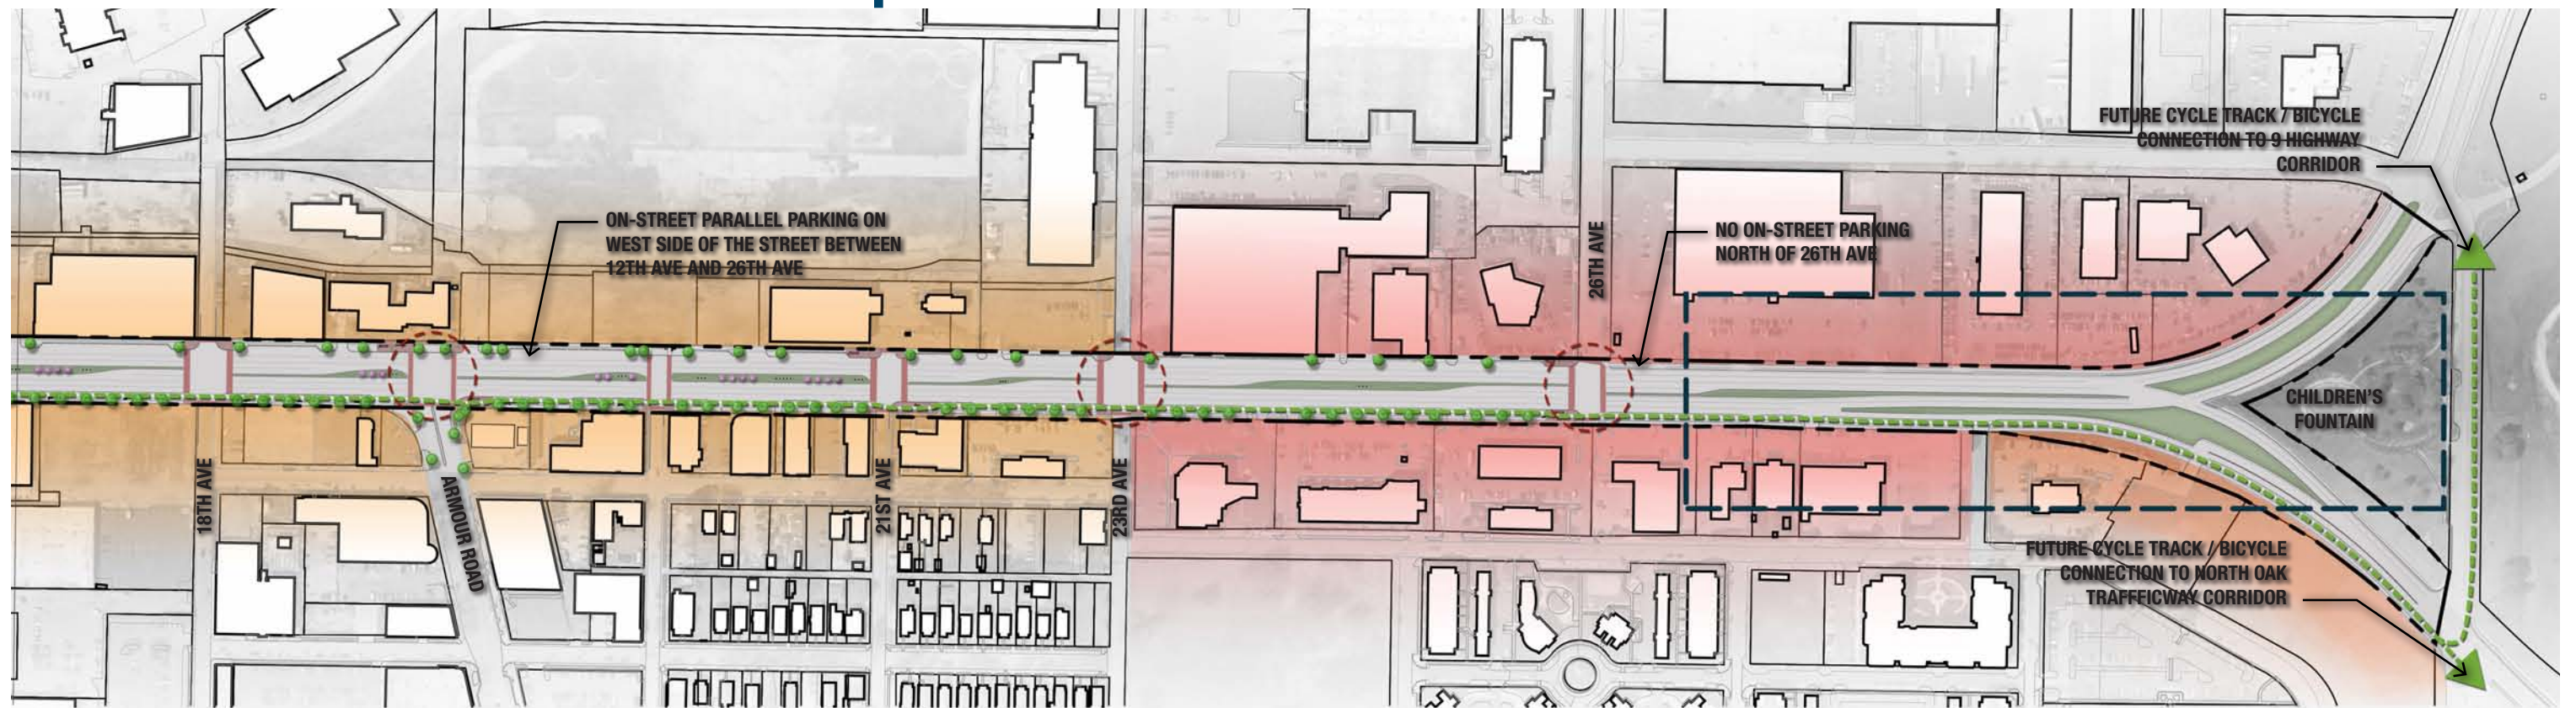 FUTURE CYCLE TRACK / BICYCLE
CONNECTION TO 9 HIGHWAY
CORRIDOR
ON-STREET PARALLEL PARKING ON
WEST SIDE OF THE STREET BETWEEN
12TH AVE AND 26TH AVE
26TH AVE
NO ON-STREET PARKING
NORTH OF 26TH AVE
CHILDREN'S
FOUNTAIN
18TH AVE
ARMOUR ROAD
21ST AVE
23RD AVE
FUTURE CYCLE TRACK / BICYCLE
CONNECTION TO NORTH OAK
TRAFFFICWAY CORRIDOR